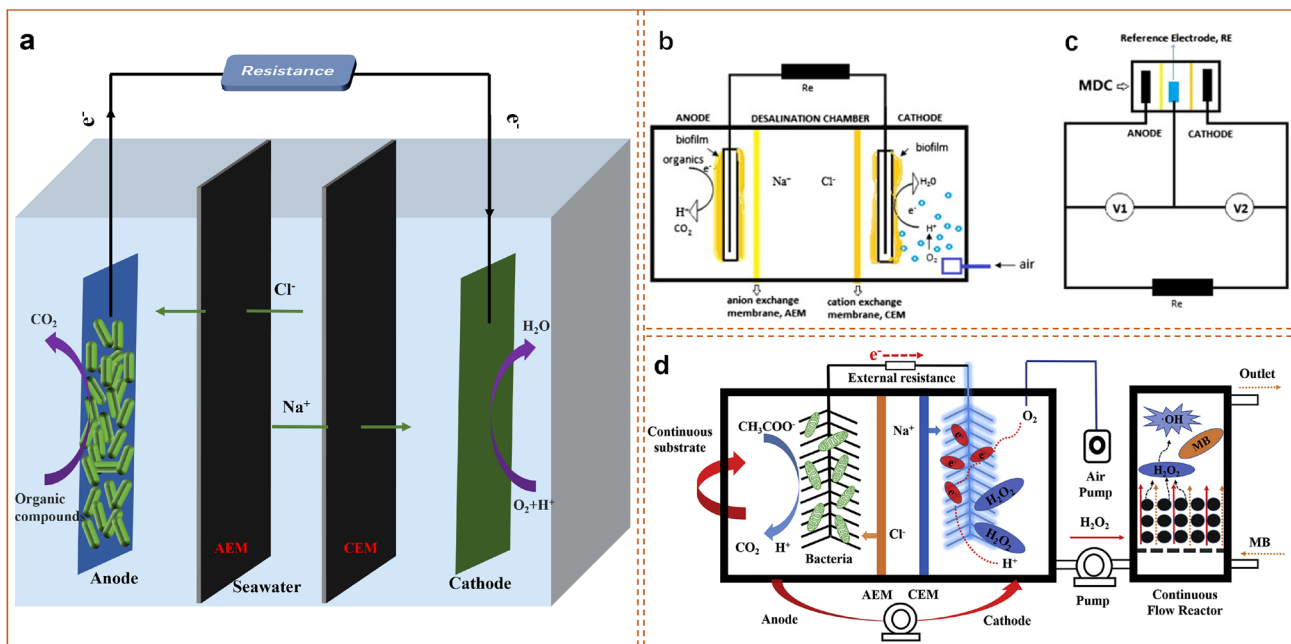 a
Resistance
e-
e-
Cl-
CO2
H2O
Na+
Organic
compounds
O2+H+
AEM
CEM
Anode
Seawater
Cathode
b
Re
ANODE
DESALINATION CHAMBER
CATHODE
biofilm
organics
e-
Na+
Cl-
biofilm
H20
H+
CO2
e-
H+
O2
air
anion exchange
membrane, AEM
cation exchange
membrane, CEM
c
Reference Electrode, RE
MDC
ANODE
CATHODE
V1
V2
Re
d
e-
External resistance
Outlet
Continuous
substrate
CH3COO-
Na+
O2
e-
e-
e-
e-
H2O2
H2O2
CO2
H+
Bacteria
Cl-
H+
AEM
CEM
Anode
Cathode
Air
Pump
H2O2
Pump
·OH
MB
H2O2
MB
Continuous
Flow Reactor